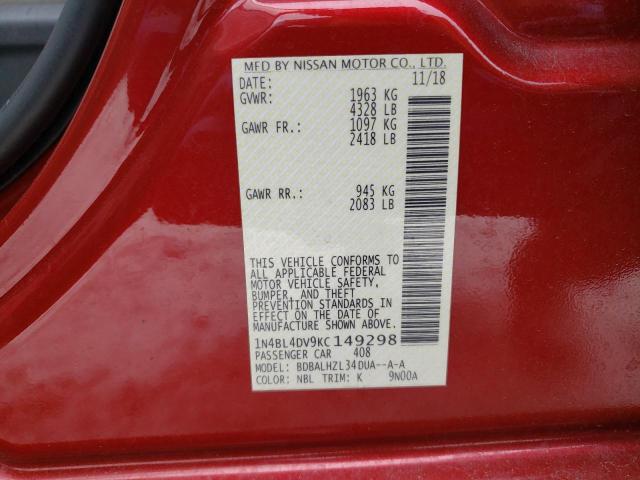 MFD BY NISSAN MOTOR CO., LTD.
DATE: 11/18
GVWR: 1963 KG
4328 LB
GAWR FR.: 1097 KG
2418 LB
GAWR RR.: 945 KG
2083 LB
THIS VEHICLE CONFORMS TO
ALL APPLICABLE FEDERAL
MOTOR VEHICLE SAFETY,
BUMPER, AND THEFT
PREVENTION STANDARDS IN
EFFECT ON THE DATE OF
MANUFACTURE SHOWN ABOVE.
1N4BL4DV9KC149298
PASSENGER CAR 408
MODEL: BDBALHZL34DUA--A-A
COLOR: NBL TRIM: K 9N00A